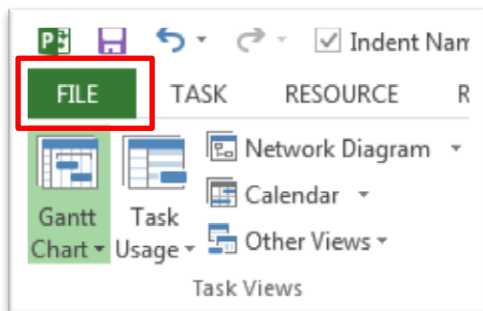 Indent Nam
FILE TASK RESOURCE R
Network Diagram
Calendar
Other Views
Gantt Chart
Task Usage
Task Views